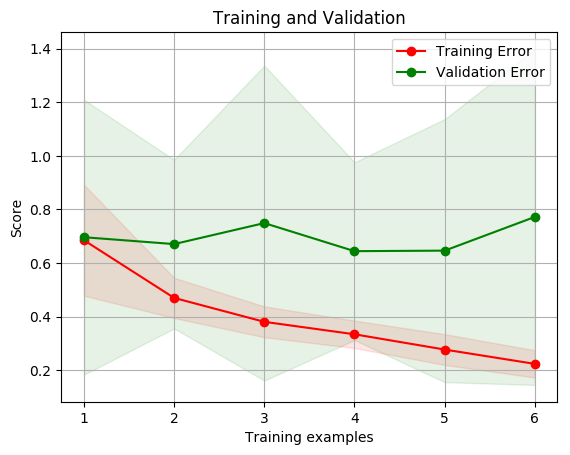 Training and Validation
1.4
1.2
1.0
0.8
0.6
0.4
0.2
Score
Training Error
Validation Error
1 2 3 4 5 6
Training examples